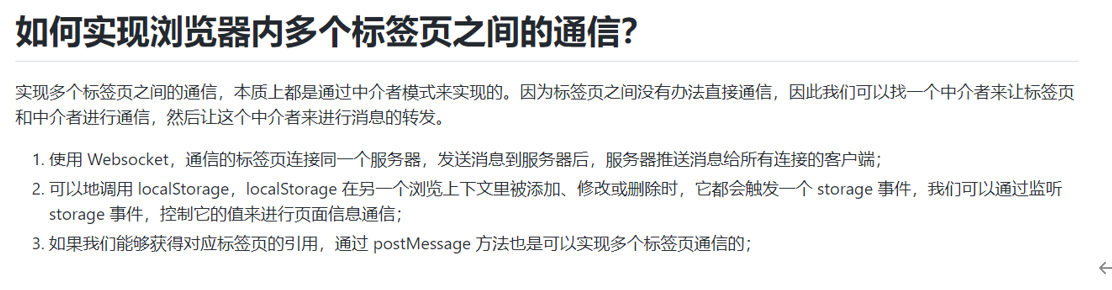 如何实现浏览器内多个标签页之间的通信?
实现多个标签页之间的通信，本质上都是通过中介者模式来实现的。因为标签页之间没有办法直接通信，因此我们可以找一个中介者来让标签页
和中介者进行通信，然后让这个中介者来进行消息的转发。
1. 使用 Websocket，通信的标签页连接同一个服务器，发送消息到服务器后，服务器推送消息给所有连接的客户端；
2. 可以地调用 localStorage，localStorage 在另一个浏览上下文里被添加、修改或删除时，它都会触发一个 storage 事件，我们可以通过监听
storage 事件，控制它的值来进行页面信息通信；
3. 如果我们能够获得对应标签页的引用，通过 postMessage 方法也是可以实现多个标签页通信的；